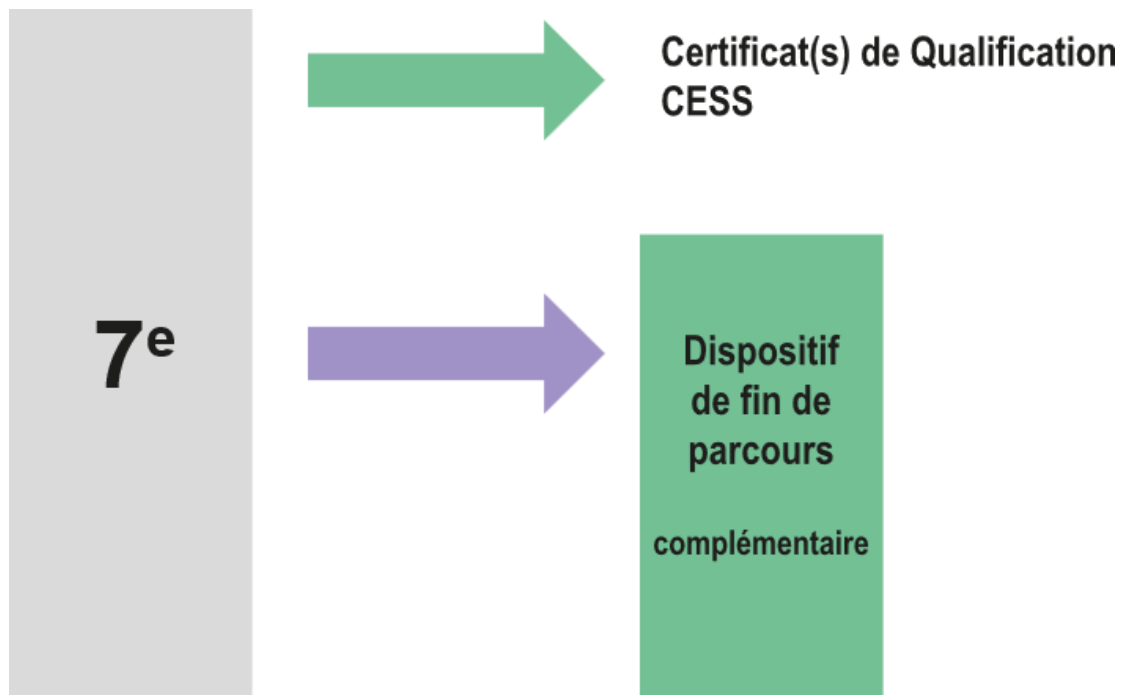 Certificat(s) de Qualification
CESS
7e
Dispositif
de fin de
parcours
complémentaire